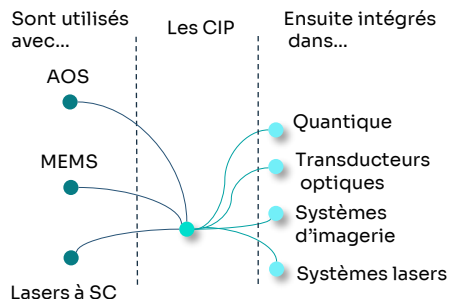 Sont utilisés
avec...
Les CIP
Ensuite intégrés
dans...
AOS
MEMS
Lasers à SC
Quantique
Transducteurs
optiques
Systèmes
d'imagerie
Systèmes lasers